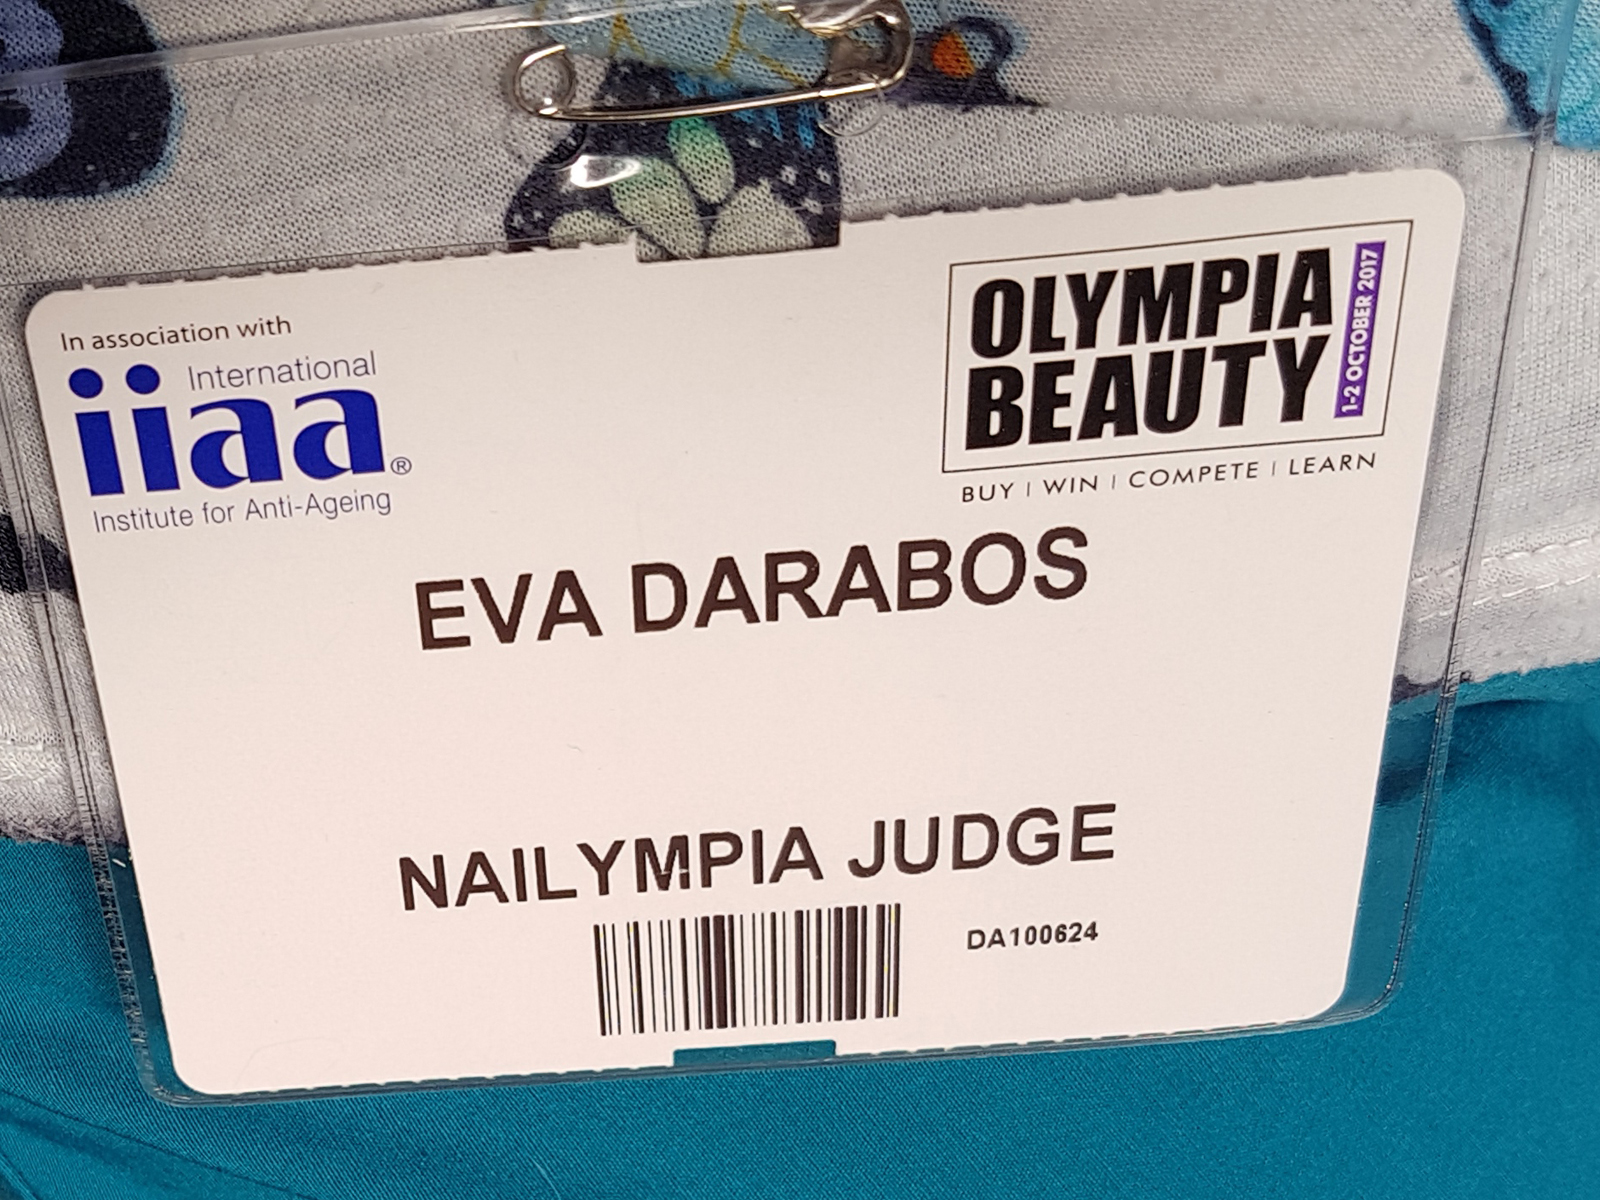 In association with
International
iiaa®
Institute for Anti-Ageing
OLYMPIA
BEAUTY
1-2 OCTOBER 2017
BUY | WIN | COMPETE | LEARN
EVA DARABOS
NAILYMPIA JUDGE
DA100624